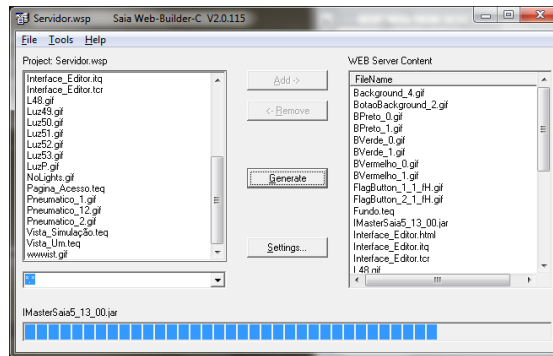 Servidor.wsp    Saia Web-Builder-C V2.0.115
File Tools Help
Project: Servidor.wsp
Interface_Editor.itq
Interface_Editor.tcr
L48.gif
Luz49.gif
Luz50.gif
Luz51.gif
Luz52.gif
Luz53.gif
LuzP.gif
NoLights.gif
Pagina_Acesso.teq
Pneumatico_1.gif
Pneumatico_12.gif
Pneumatico_2.gif
Vista_Simulação.teq
Vista_Um.teq
wwwist.gif
*.*
Add ->
<- Remove
Generate
Settings...
WEB Server Content
FileName
Background_4.gif
BotaoBackground_2.gif
BPreto_0.gif
BPreto_1.gif
BVerde_0.gif
BVerde_1.gif
BVermelho_0.gif
BVermelho_1.gif
FlagButton_1_1_fH.gif
FlagButton_2_1_fH.gif
Fundo.teq
IMasterSaia5_13_00.jar
Interface_Editor.html
Interface_Editor.itq
Interface_Editor.tcr
L48.gif
IMasterSaia5_13_00.jar